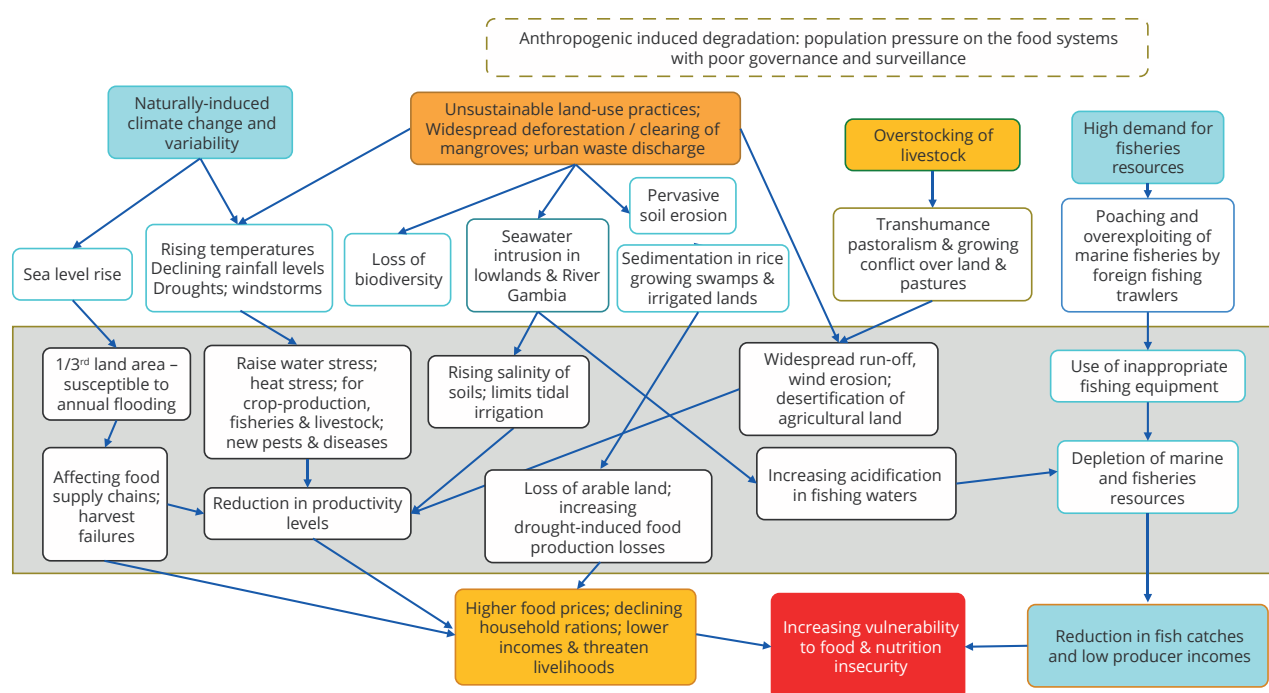 Anthropogenic induced degradation: population pressure on the food systems
with poor governance and surveillance
Naturally-induced
climate change and
variability
Unsustainable land-use practices;
Widespread deforestation / clearing of
mangroves; urban waste discharge
Overstocking of
livestock
High demand for
fisheries
resources
Sea level rise
Rising temperatures
Declining rainfall levels
Droughts; windstorms
Loss of
biodiversity
Seawater
intrusion in
lowlands & River
Gambia
Pervasive
soil erosion
Sedimentation in rice
growing swamps &
irrigated lands
Transhumance
pastoralism & growing
conflict over land &
pastures
Poaching and
overexploiting of
marine fisheries by
foreign fishing
trawlers
1/3rd land area –
susceptible to
annual flooding
Raise water stress;
heat stress; for
crop-production,
fisheries & livestock;
new pests & diseases
Rising salinity of
soils; limits tidal
irrigation
Widespread run-off,
wind erosion;
desertification of
agricultural land
Use of inappropriate
fishing equipment
Affecting food
supply chains;
harvest
failures
Reduction in productivity
levels
Loss of arable land;
increasing
drought-induced food
production losses
Increasing acidification
in fishing waters
Depletion of marine
and fisheries
resources
Higher food prices; declining
household rations; lower
incomes & threaten
livelihoods
Increasing vulnerability
to food & nutrition
insecurity
Reduction in fish catches
and low producer incomes